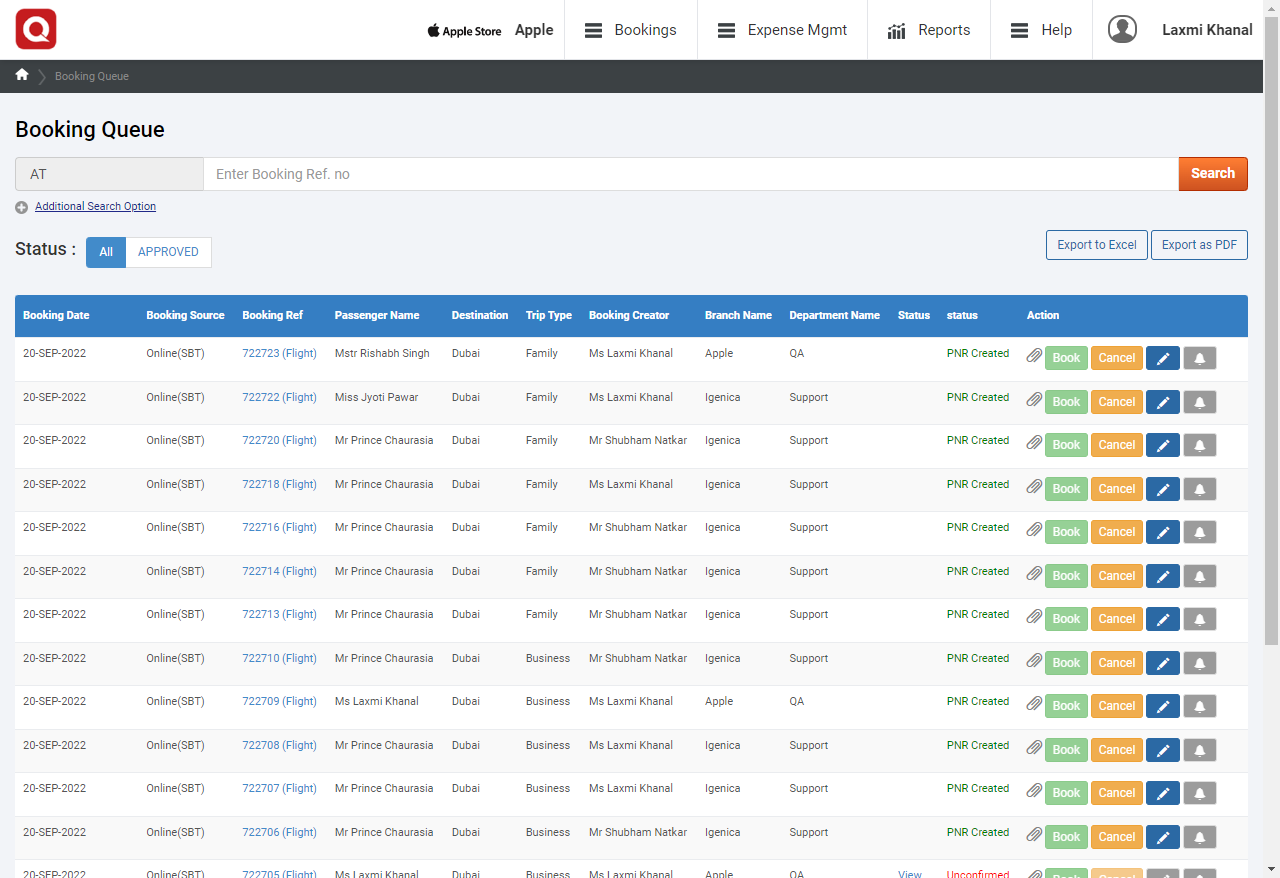 Apple Store Apple Bookings Expense Mgmt Reports Help Laxmi Khanal
Booking Queue
Booking Queue
AT Enter Booking Ref. no Search
Additional Search Option
Status : All APPROVED Export to Excel Export as PDF
Booking Date Booking Source Booking Ref Passenger Name Destination Trip Type Booking Creator Branch Name Department Name Status status Action
20-SEP-2022 Online(SBT) 722723 (Flight) Mstr Rishabh Singh Dubai Family Ms Laxmi Khanal Apple QA PNR Created Book Cancel
20-SEP-2022 Online(SBT) 722722 (Flight) Miss Jyoti Pawar Dubai Family Ms Laxmi Khanal Igenica Support PNR Created Book Cancel
20-SEP-2022 Online(SBT) 722720 (Flight) Mr Prince Chaurasia Dubai Family Mr Shubham Natkar Igenica Support PNR Created Book Cancel
20-SEP-2022 Online(SBT) 722718 (Flight) Mr Prince Chaurasia Dubai Family Ms Laxmi Khanal Igenica Support PNR Created Book Cancel
20-SEP-2022 Online(SBT) 722716 (Flight) Mr Prince Chaurasia Dubai Family Mr Shubham Natkar Igenica Support PNR Created Book Cancel
20-SEP-2022 Online(SBT) 722714 (Flight) Mr Prince Chaurasia Dubai Family Mr Shubham Natkar Igenica Support PNR Created Book Cancel
20-SEP-2022 Online(SBT) 722713 (Flight) Mr Prince Chaurasia Dubai Family Mr Shubham Natkar Igenica Support PNR Created Book Cancel
20-SEP-2022 Online(SBT) 722710 (Flight) Mr Prince Chaurasia Dubai Business Mr Shubham Natkar Igenica Support PNR Created Book Cancel
20-SEP-2022 Online(SBT) 722709 (Flight) Ms Laxmi Khanal Dubai Business Ms Laxmi Khanal Apple QA PNR Created Book Cancel
20-SEP-2022 Online(SBT) 722708 (Flight) Mr Prince Chaurasia Dubai Business Ms Laxmi Khanal Igenica Support PNR Created Book Cancel
20-SEP-2022 Online(SBT) 722707 (Flight) Mr Prince Chaurasia Dubai Business Ms Laxmi Khanal Igenica Support PNR Created Book Cancel
20-SEP-2022 Online(SBT) 722706 (Flight) Mr Prince Chaurasia Dubai Business Mr Shubham Natkar Igenica Support PNR Created Book Cancel
20-SEP-2022 Online(SBT) 722705 (Flight) Ms Laxmi Khanal Dubai Business Ms Laxmi Khanal Apple QA View Unconfirmed Book Cancel